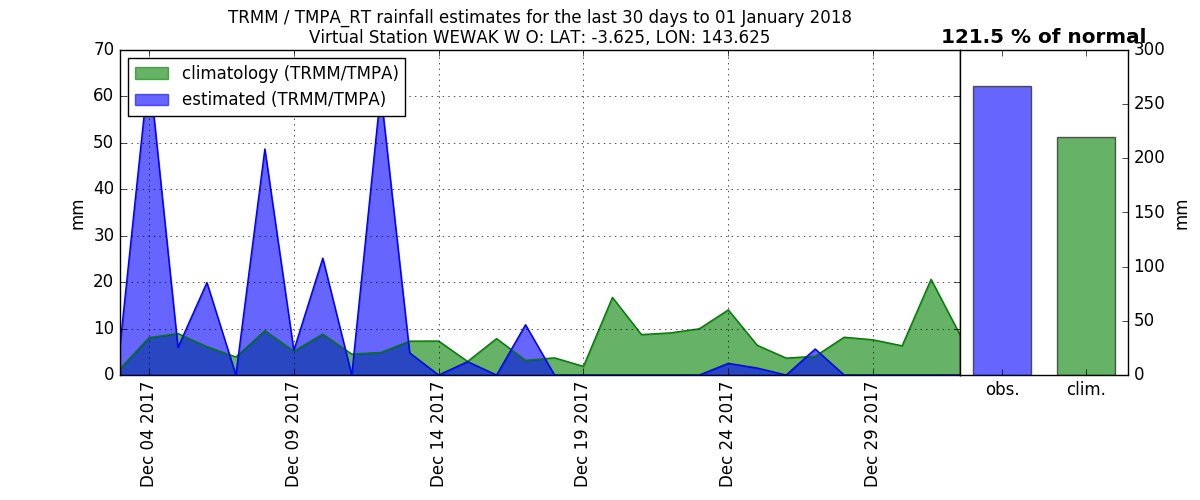 TRMM / TMPA_RT rainfall estimates for the last 30 days to 01 January 2018
Virtual Station WEWAK W O: LAT: -3.625, LON: 143.625
121.5 % of normal
climatology (TRMM/TMPA)
estimated (TRMM/TMPA)
70
60
50
40
30
20
10
0
mm
300
250
200
150
100
50
0
mm
obs.
clim.
Dec 04 2017
Dec 09 2017
Dec 14 2017
Dec 19 2017
Dec 24 2017
Dec 29 2017